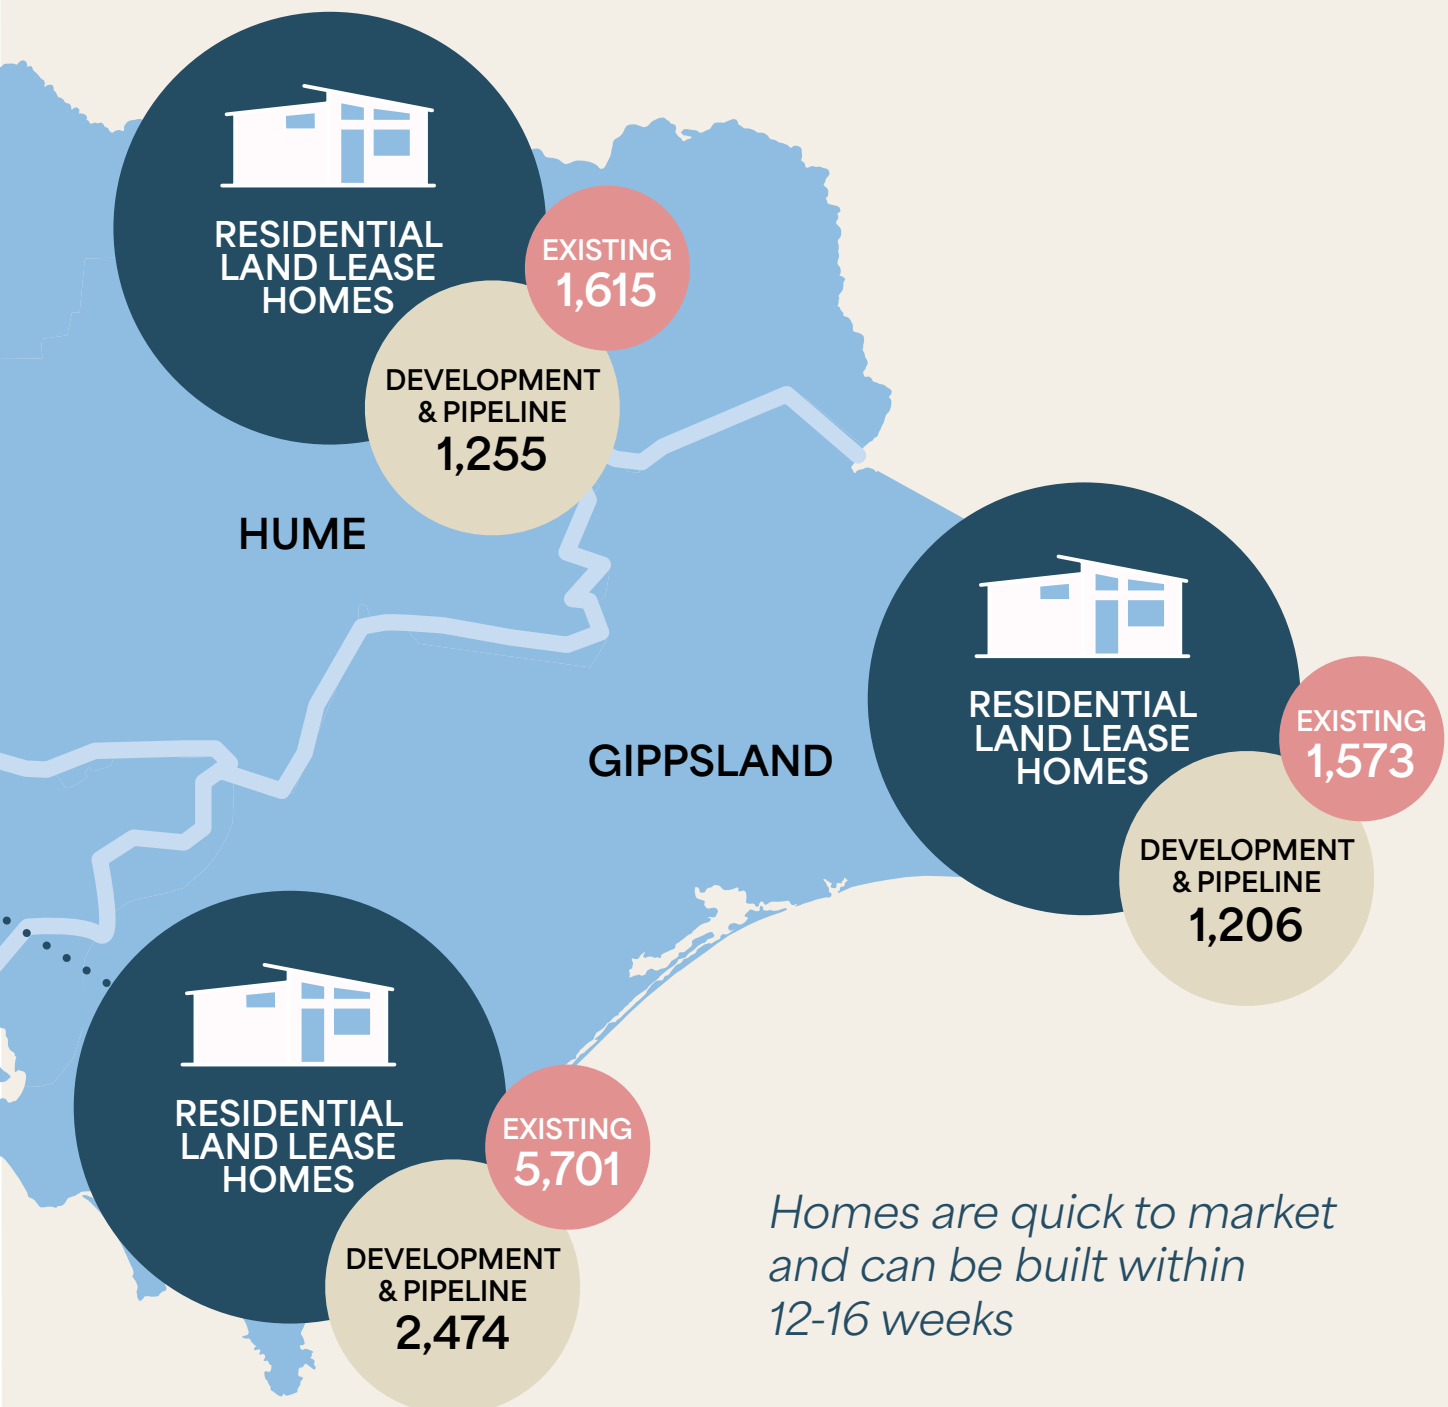 RESIDENTIAL
LAND LEASE
HOMES
EXISTING
1,615
DEVELOPMENT
& PIPELINE
1,255
HUME
GIPPSLAND
RESIDENTIAL
LAND LEASE
HOMES
EXISTING
1,573
DEVELOPMENT
& PIPELINE
1,206
RESIDENTIAL
LAND LEASE
HOMES
EXISTING
5,701
DEVELOPMENT
& PIPELINE
2,474
Homes are quick to market
and can be built within
12-16 weeks